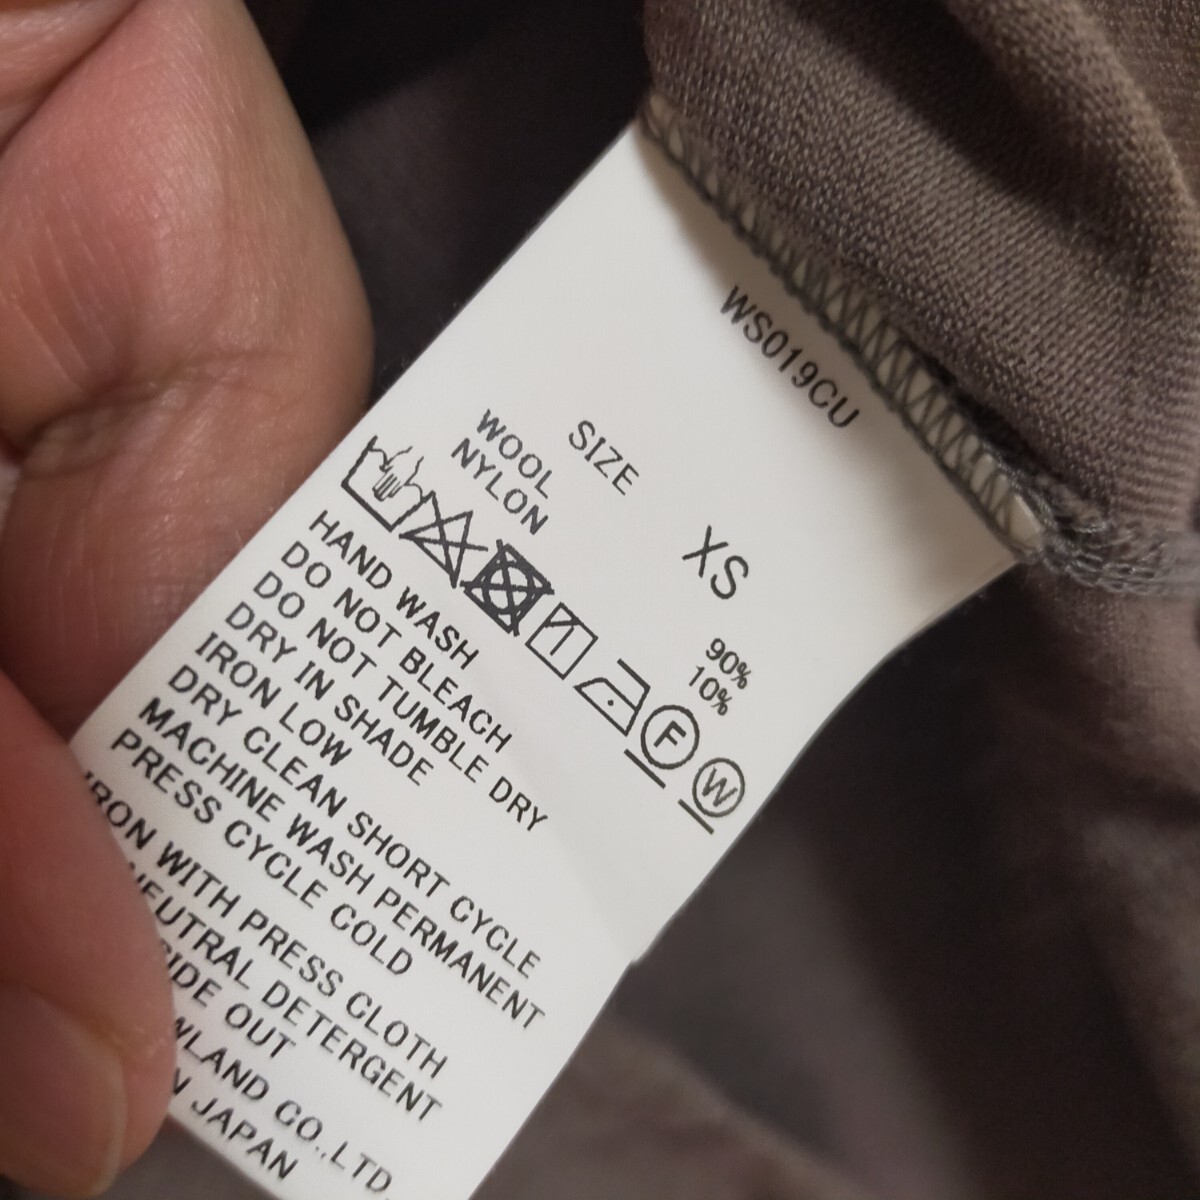 WS019CU
SIZE XS
WOOL 90%
NYLON 10%
F W
HAND WASH
DO NOT BLEACH
DO NOT TUMBLE DRY
DRY IN SHADE
IRON LOW
DRY CLEAN SHORT CYCLE
MACHINE WASH PERMANENT
PRESS CYCLE COLD
IRON WITH PRESS CLOTH
NEUTRAL DETERGENT
SIDE OUT
CO.,LTD.
JAPAN